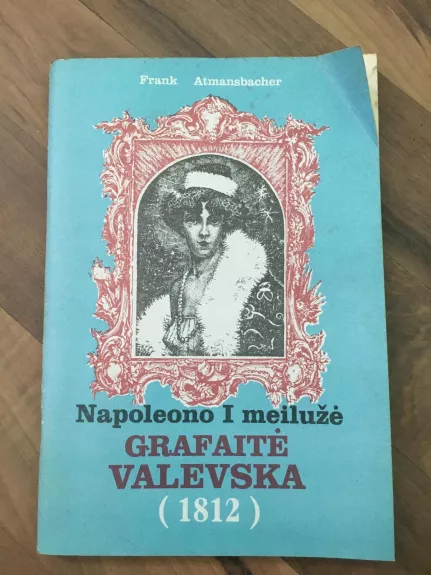 Frank Atmansbacher
Napoleono I meilužė
GRAFAITĖ
VALEVSKA
(1812)